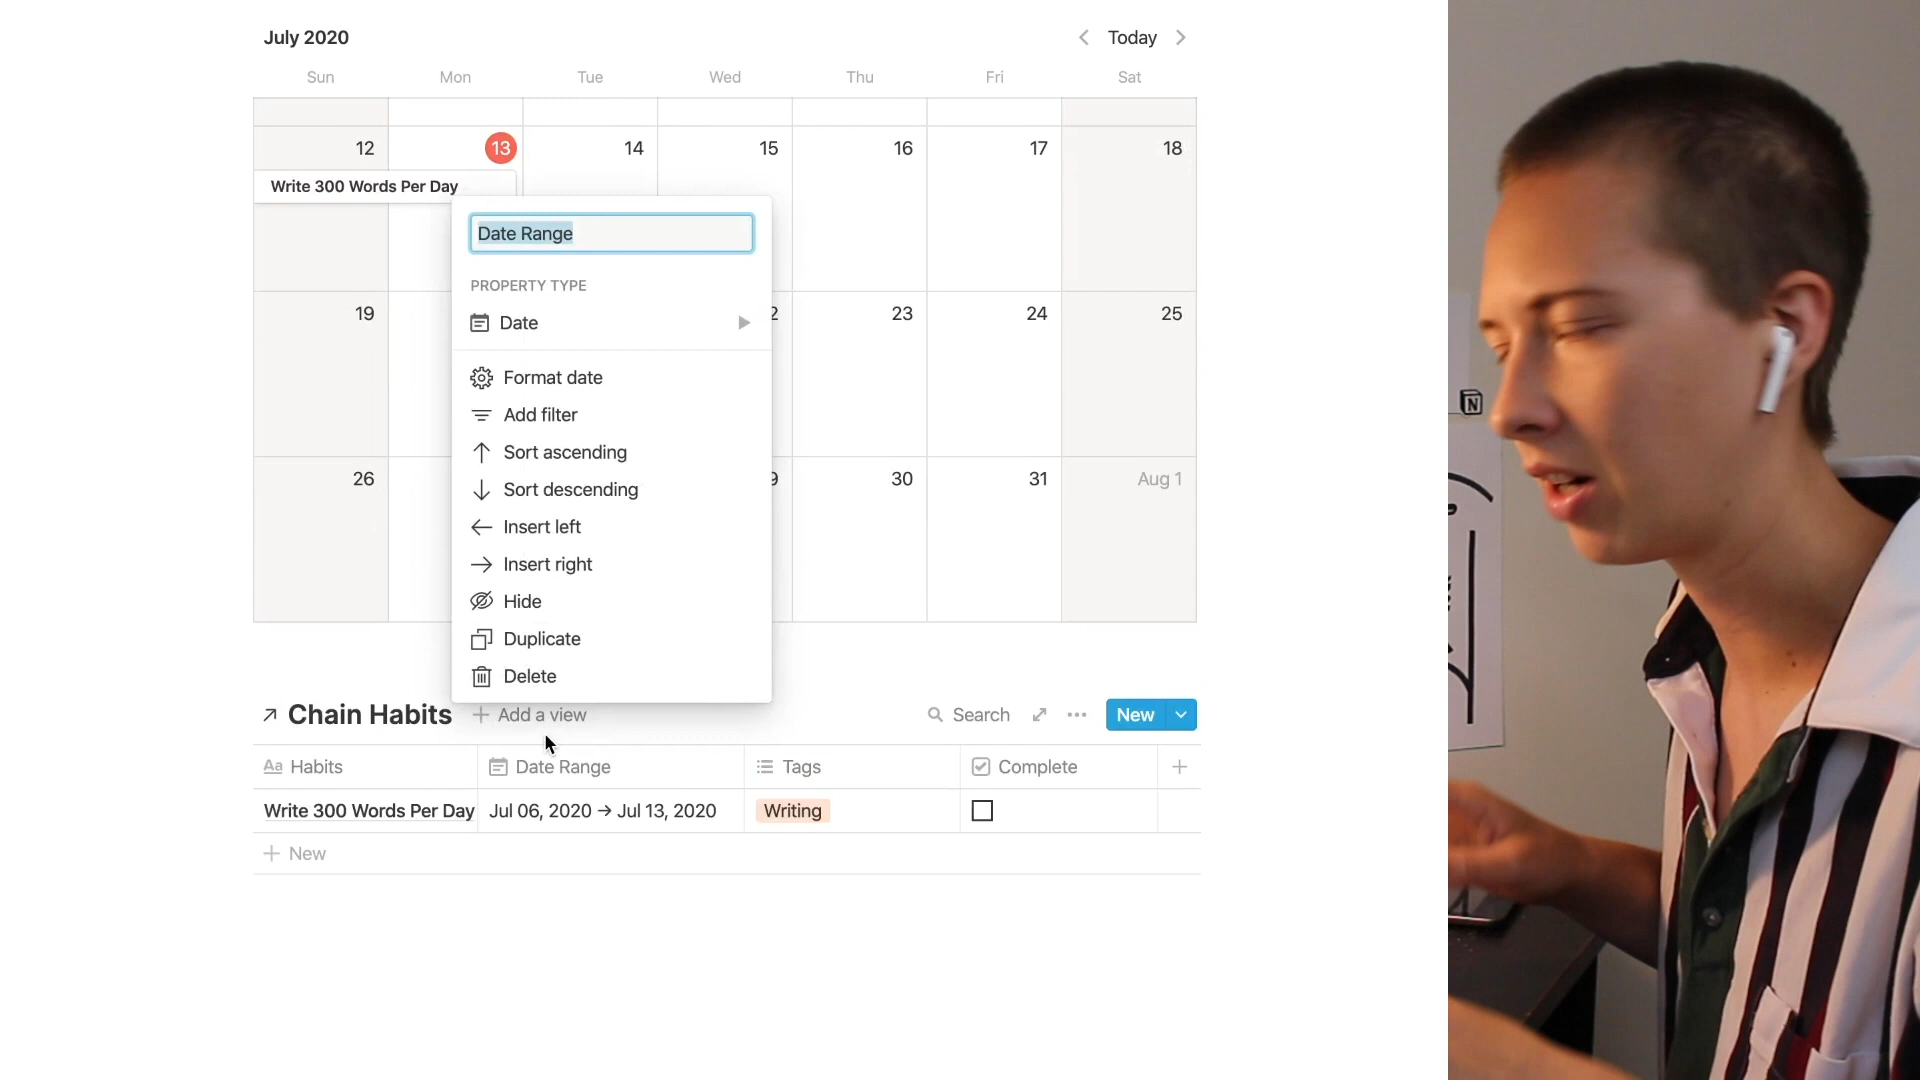 July 2020
Today
Sun Mon Tue Wed Thu Fri Sat
12 13 14 15 16 17 18
Write 300 Words Per Day
Date Range
PROPERTY TYPE
19 2 23 24 25
Date
Format date
Add filter
Sort ascending
26 9 30 31 Aug 1
Sort descending
Insert left
Insert right
Hide
Duplicate
Delete
Chain Habits
Add a view
Search
New
Aa Habits
Date Range
Tags
Complete
Write 300 Words Per Day
Jul 06, 2020 → Jul 13, 2020
Writing
New
N